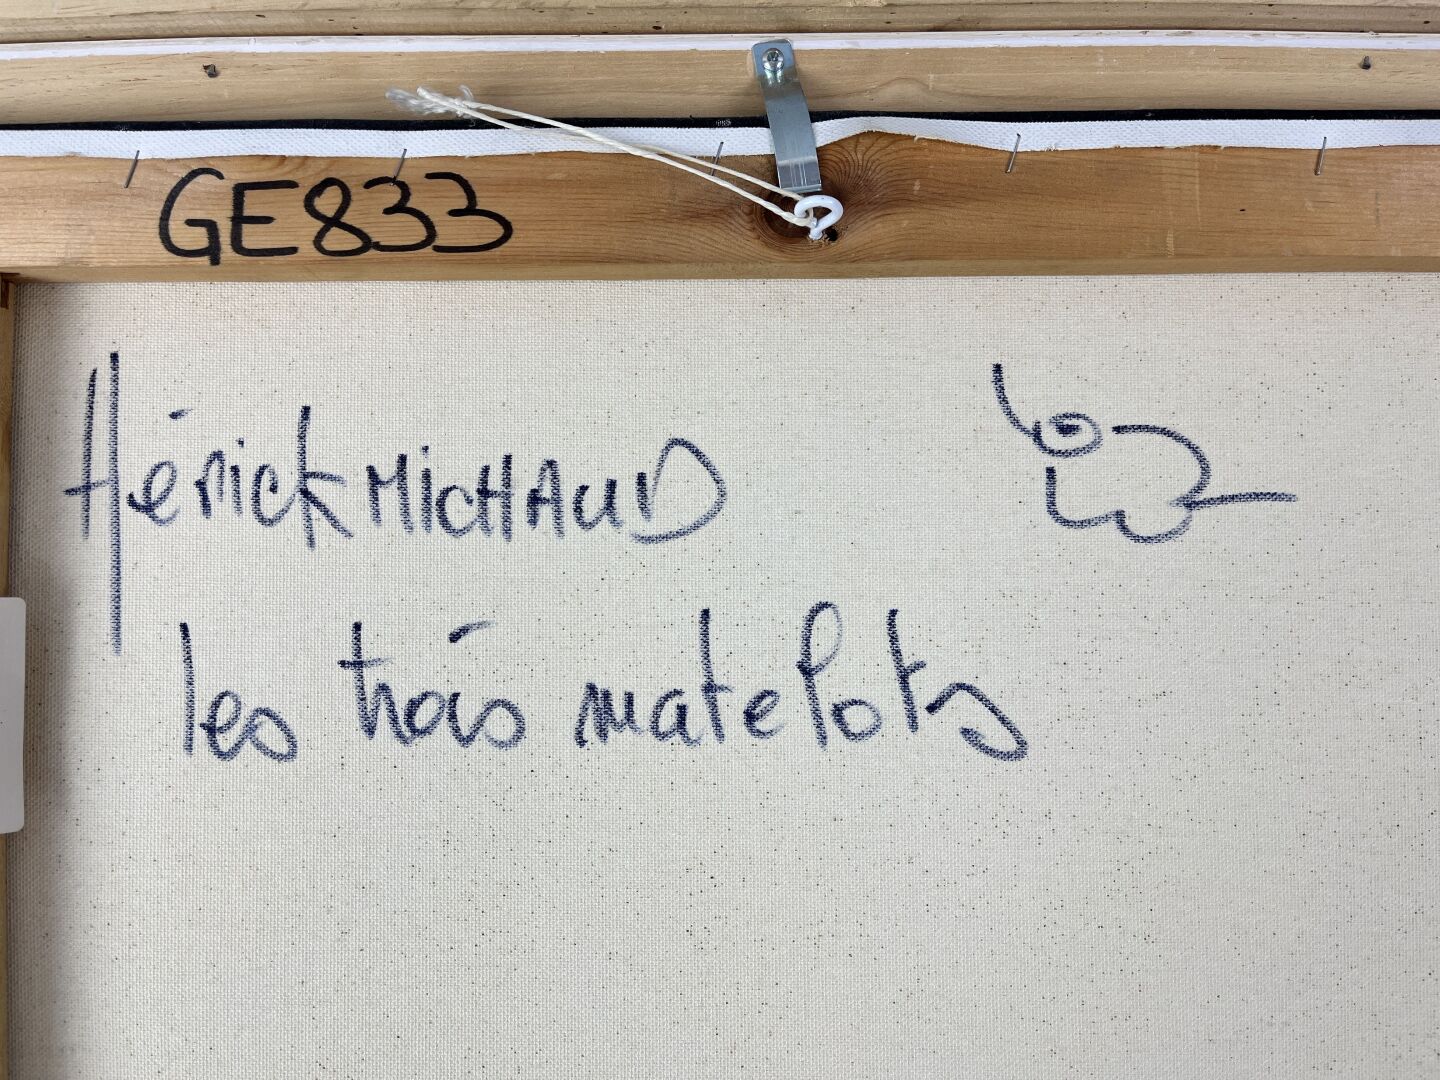 GE833
Hérick MICHAUD
les trois matelots